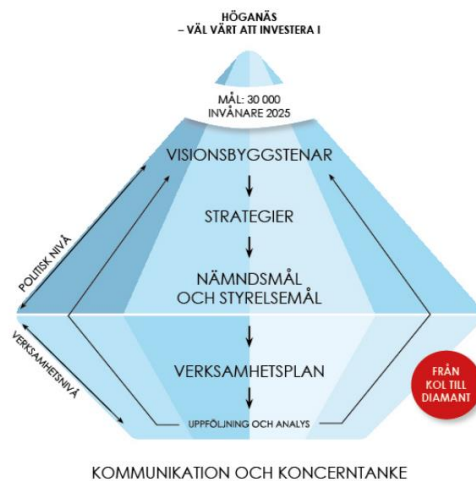 HÖGANÄS
– VÄL VÄRT ATT INVESTERA I
MÅL: 30 000
INVÅNARE 2025
VISIONSBYGGSTENAR
STRATEGIER
NÄMNDSMÅL
OCH STYRELSEMÅL
POLITISK NIVÅ
VERKSAMHETSNIVÅ
VERKSAMHETSPLAN
UPPFÖLJNING OCH ANALYS
FRÅN
KOL TILL
DIAMANT
KOMMUNIKATION OCH KONCERNTANKE